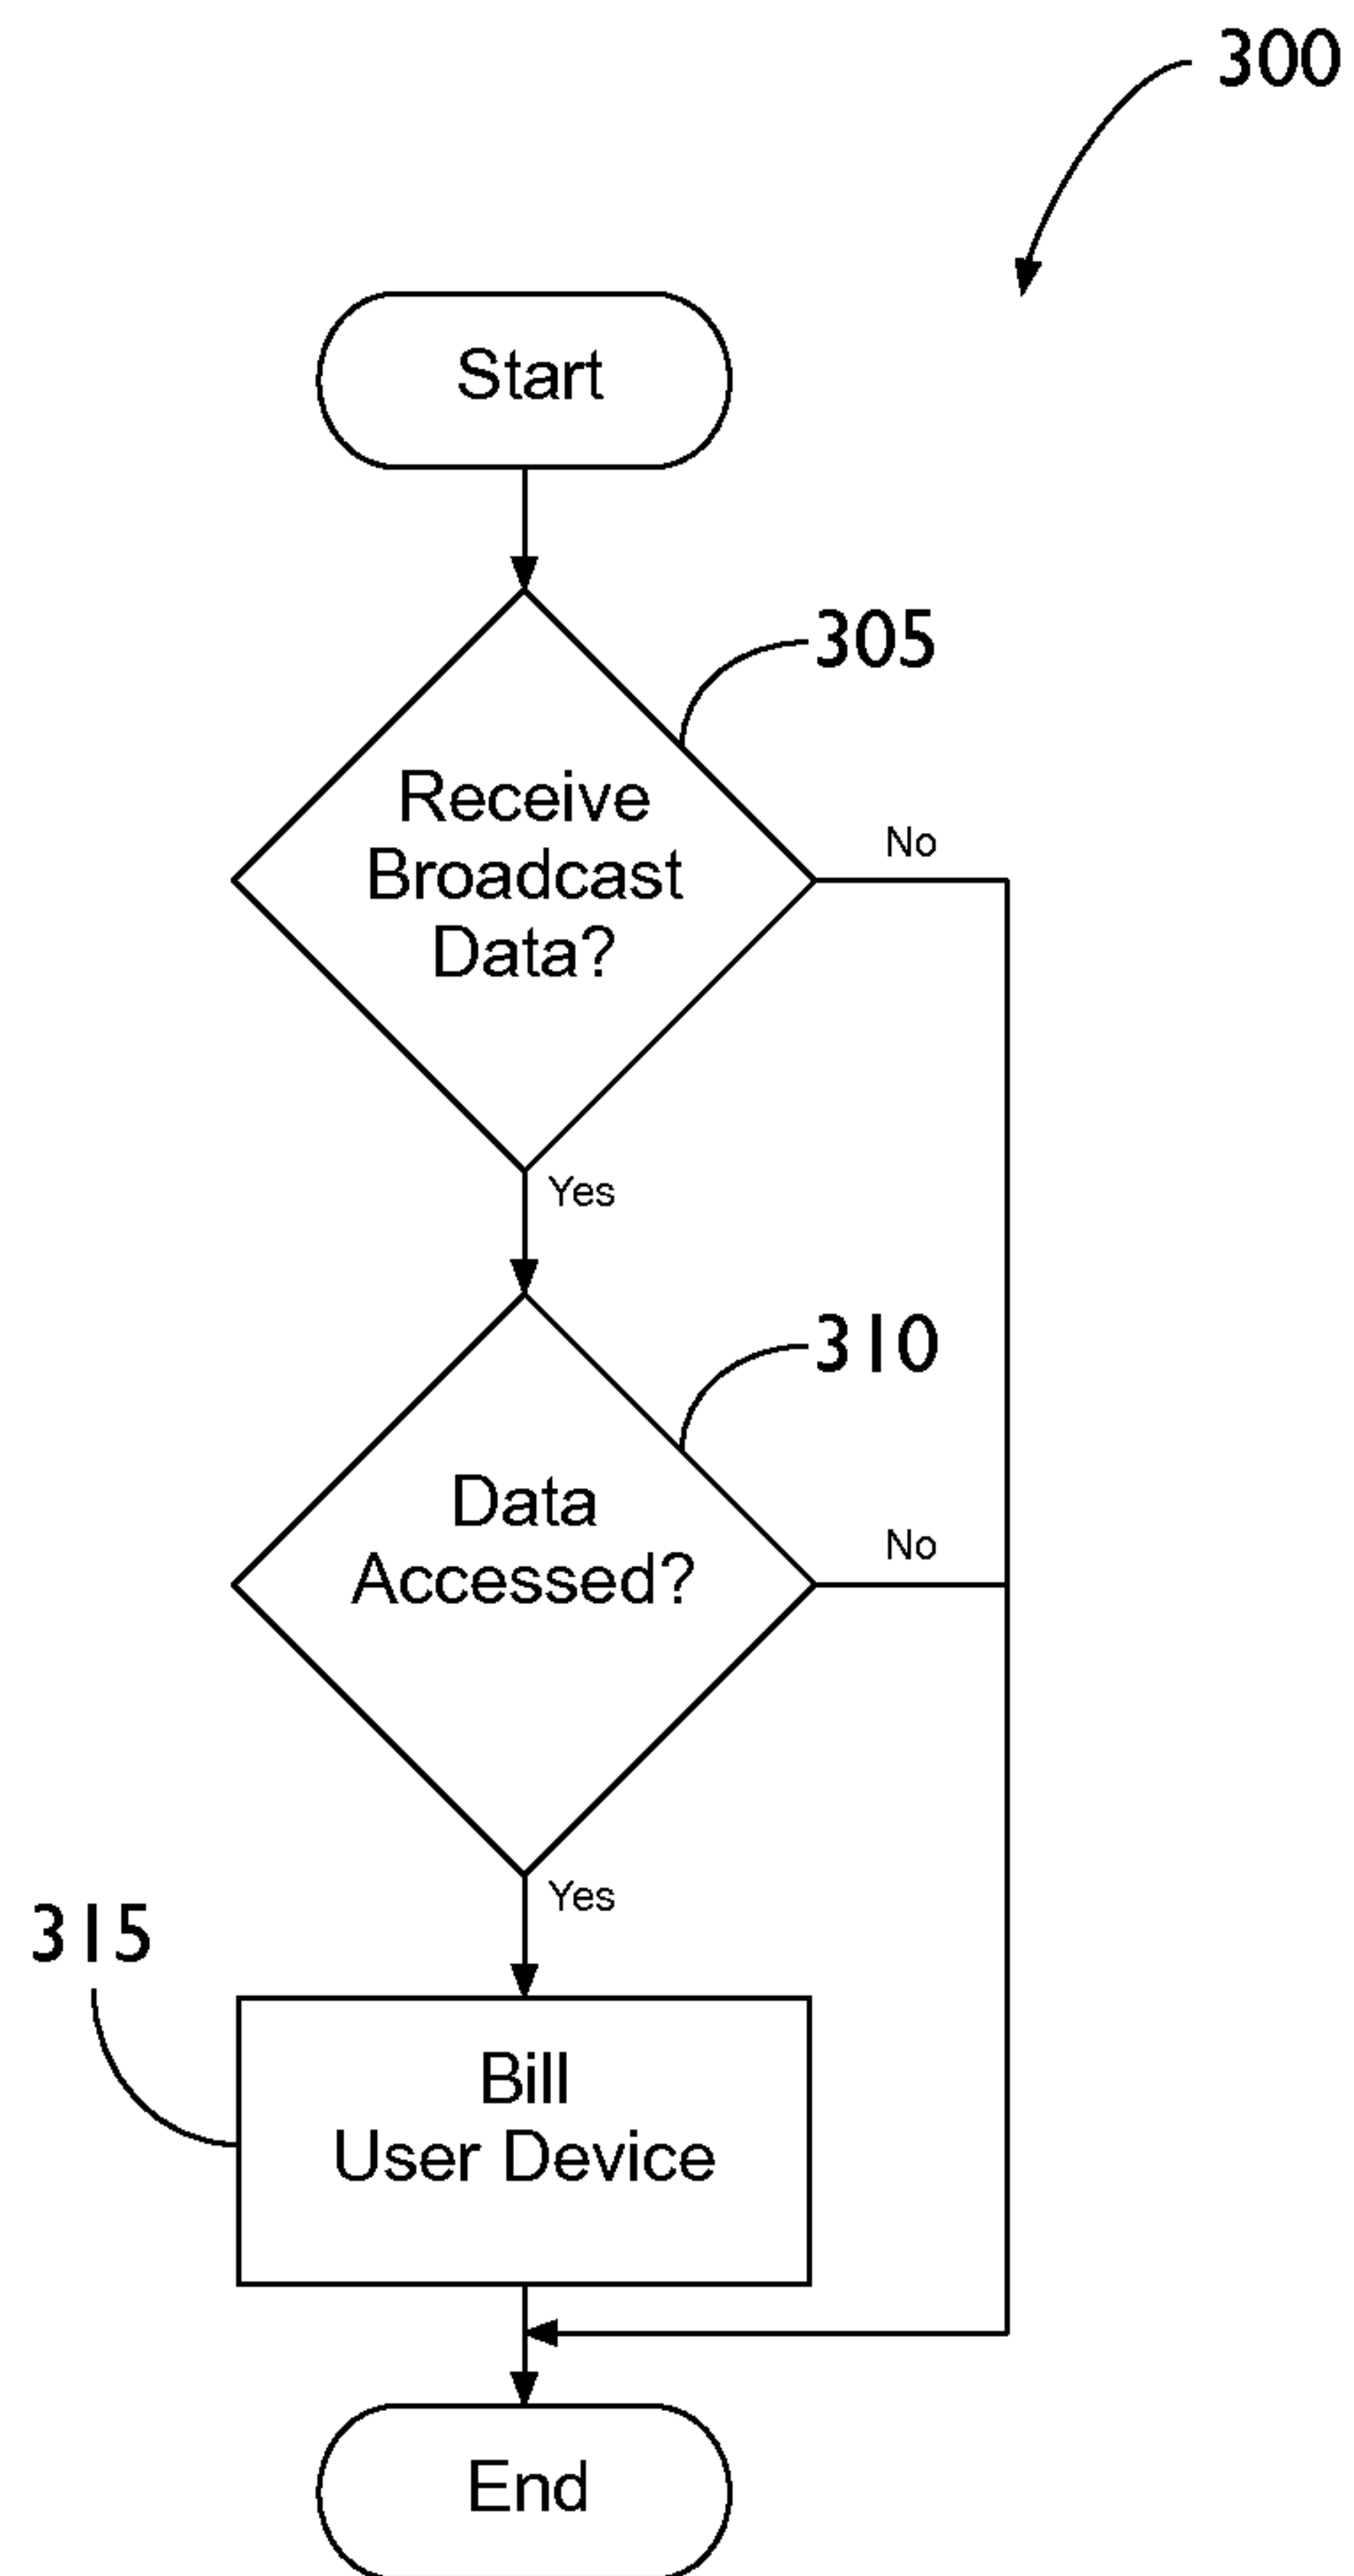 300
Start
305
Receive
Broadcast
Data?
No
Yes
310
Data
Accessed?
No
Yes
315
Bill
User Device
End